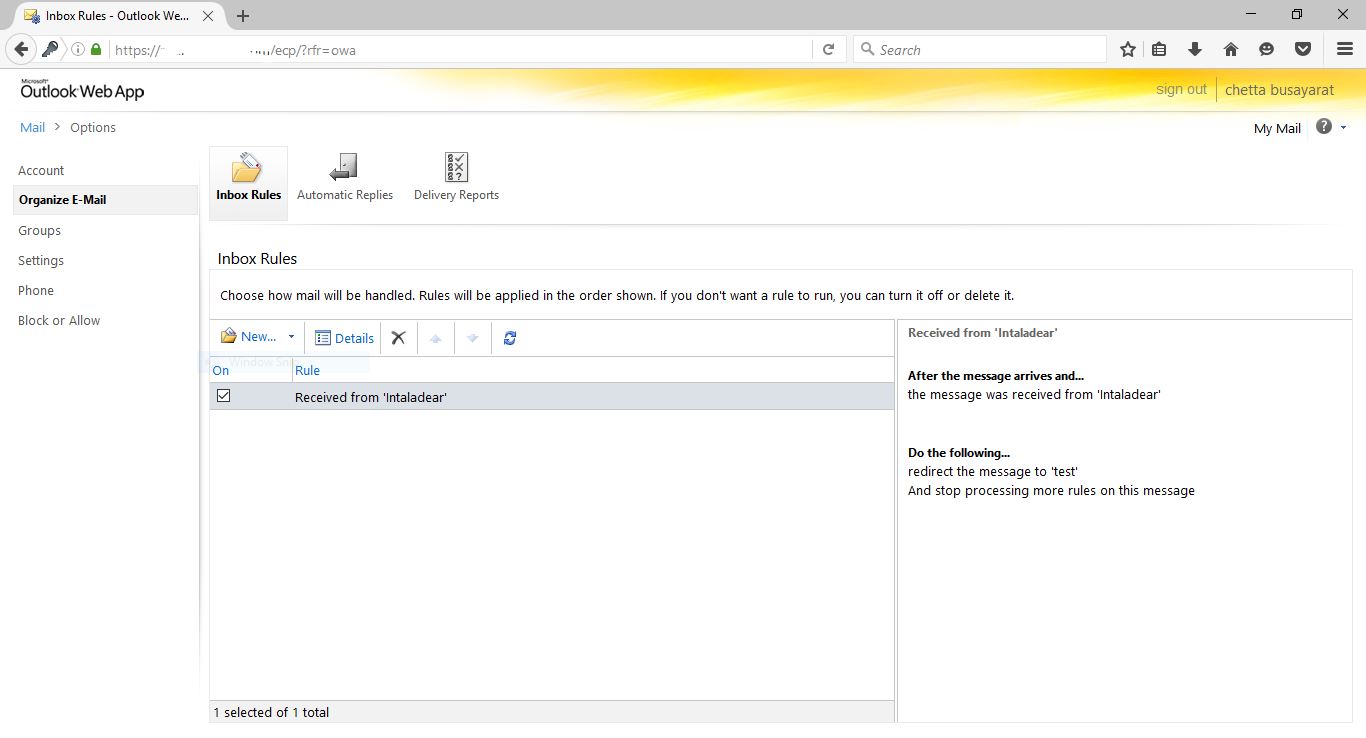 Inbox Rules - Outlook We...
https:// /ecp/?rfr=owa
Search
Microsoft®
Outlook Web App
sign out
chetta busayarat
Mail > Options
My Mail
Account
Organize E-Mail
Groups
Settings
Phone
Block or Allow
Inbox Rules
Automatic Replies
Delivery Reports
Inbox Rules
Choose how mail will be handled. Rules will be applied in the order shown. If you don't want a rule to run, you can turn it off or delete it.
New...
Details
Window Snip
On
Rule
Received from 'Intaladear'
1 selected of 1 total
Received from 'Intaladear'
After the message arrives and...
the message was received from 'Intaladear'
Do the following...
redirect the message to 'test'
And stop processing more rules on this message